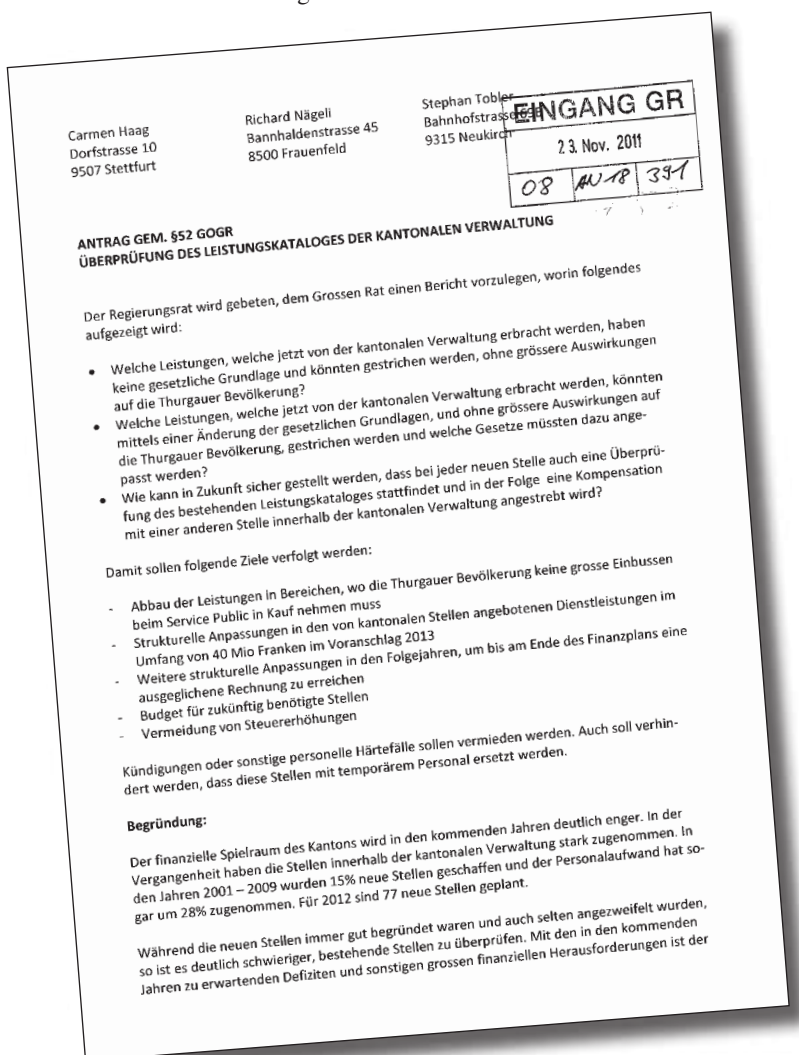 Carmen Haag
Dorfstrasse 10
9507 Stettfurt
Richard Nägeli
Bannhaldenstrasse 45
8500 Frauenfeld
Stephan Tobler
Bahnhofstrasse
9315 Neukirch
EINGANG GR
23. Nov. 2011
08 AN 18 391
ANTRAG GEM. §52 GOGR
ÜBERPRÜFUNG DES LEISTUNGSKATALOGES DER KANTONALEN VERWALTUNG
Der Regierungsrat wird gebeten, dem Grossen Rat einen Bericht vorzulegen, worin folgendes
aufgezeigt wird:
• Welche Leistungen, welche jetzt von der kantonalen Verwaltung erbracht werden, haben
keine gesetzliche Grundlage und könnten gestrichen werden, ohne grössere Auswirkungen
auf die Thurgauer Bevölkerung?
• Welche Leistungen, welche jetzt von der kantonalen Verwaltung erbracht werden, könnten
mittels einer Änderung der gesetzlichen Grundlagen, und ohne grössere Auswirkungen auf
die Thurgauer Bevölkerung, gestrichen werden und welche Gesetze müssten dazu ange-
passt werden?
• Wie kann in Zukunft sicher gestellt werden, dass bei jeder neuen Stelle auch eine Überprü-
fung des bestehenden Leistungskataloges stattfindet und in der Folge eine Kompensation
mit einer anderen Stelle innerhalb der kantonalen Verwaltung angestrebt wird?
Damit sollen folgende Ziele verfolgt werden:
- Abbau der Leistungen in Bereichen, wo die Thurgauer Bevölkerung keine grosse Einbussen
beim Service Public in Kauf nehmen muss
- Strukturelle Anpassungen in den von kantonalen Stellen angebotenen Dienstleistungen im
Umfang von 40 Mio Franken im Voranschlag 2013
- Weitere strukturelle Anpassungen in den Folgejahren, um bis am Ende des Finanzplans eine
ausgeglichene Rechnung zu erreichen
- Budget für zukünftig benötigte Stellen
- Vermeidung von Steuererhöhungen
Kündigungen oder sonstige personelle Härtefälle sollen vermieden werden. Auch soll verhin-
dert werden, dass diese Stellen mit temporärem Personal ersetzt werden.
Begründung:
Der finanzielle Spielraum des Kantons wird in den kommenden Jahren deutlich enger. In der
Vergangenheit haben die Stellen innerhalb der kantonalen Verwaltung stark zugenommen. In
den Jahren 2001 – 2009 wurden 15% neue Stellen geschaffen und der Personalaufwand hat so-
gar um 28% zugenommen. Für 2012 sind 77 neue Stellen geplant.
Während die neuen Stellen immer gut begründet waren und auch selten angezweifelt wurden,
so ist es deutlich schwieriger, bestehende Stellen zu überprüfen. Mit den in den kommenden
Jahren zu erwartenden Defiziten und sonstigen grossen finanziellen Herausforderungen ist der